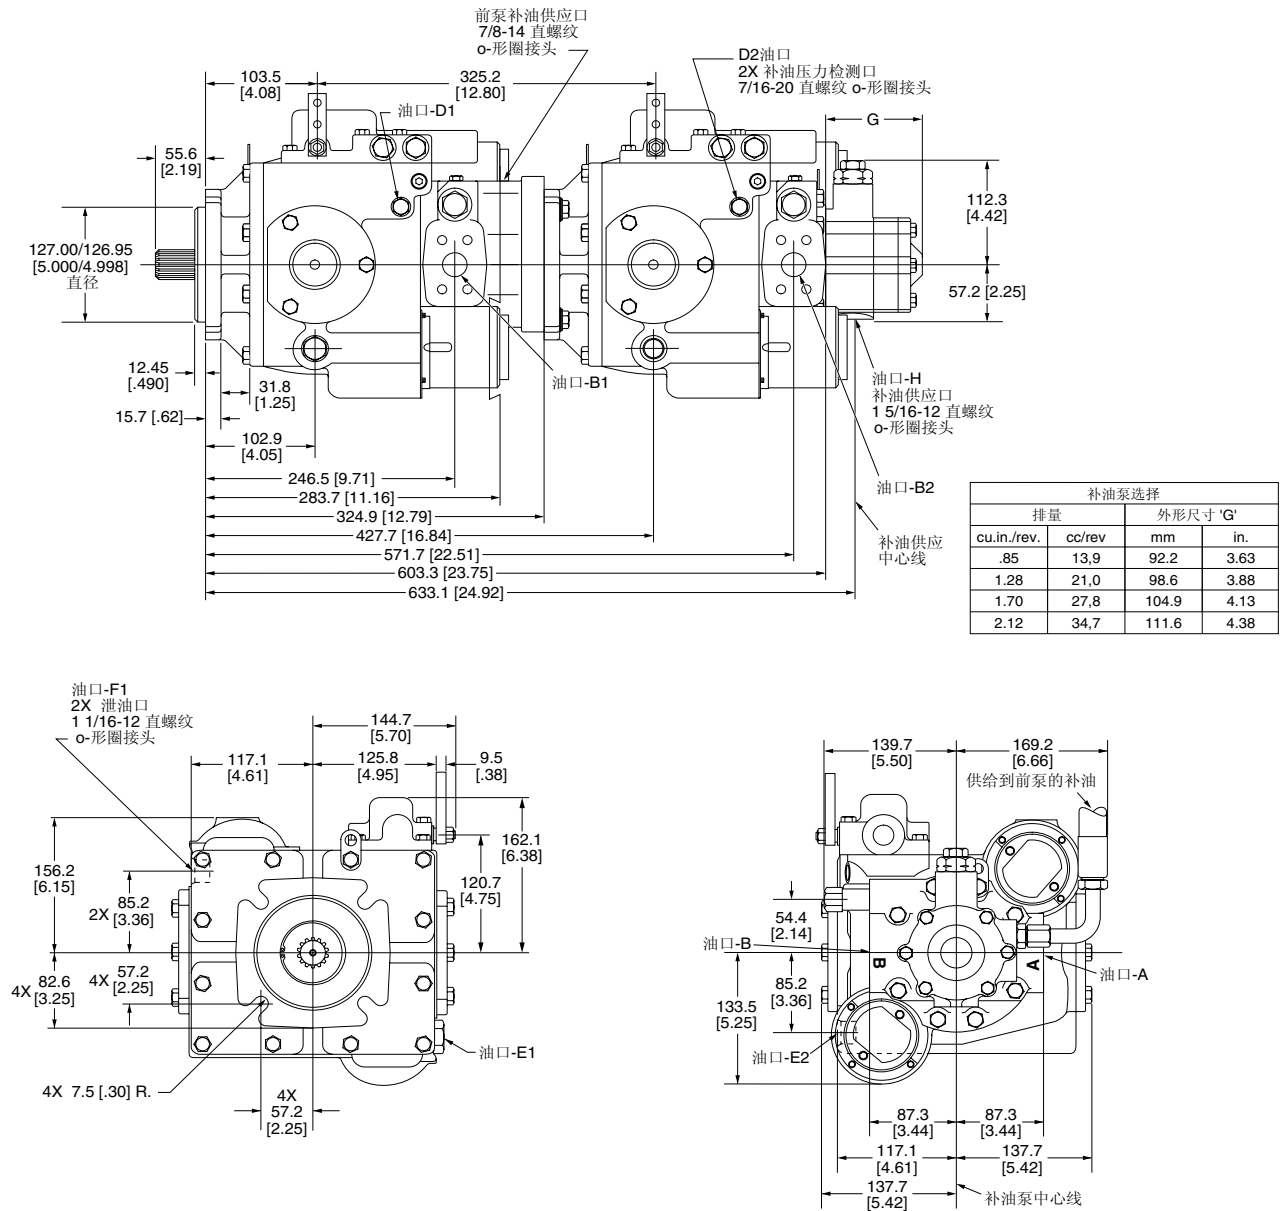 前泵补油供应口
7/8-14 直螺纹
o-形圈接头
D2油口
2X 补油压力检测口
7/16-20 直螺纹 o-形圈接头
103.5
[4.08]
325.2
[12.80]
油口-D1
G
55.6
[2.19]
112.3
[4.42]
127.00/126.95
[5.000/4.998]
直径
57.2 [2.25]
12.45
[.490]
31.8
[1.25]
15.7 [.62]
油口-B1
油口-H
补油供应口
1 5/16-12 直螺纹
o-形圈接头
102.9
[4.05]
246.5 [9.71]
283.7 [11.16]
324.9 [12.79]
427.7 [16.84]
571.7 [22.51]
603.3 [23.75]
633.1 [24.92]
油口-B2
补油供应
中心线
补油泵选择
排量 外形尺寸 'G'
cu.in./rev. cc/rev mm in.
.85 13,9 92.2 3.63
1.28 21,0 98.6 3.88
1.70 27,8 104.9 4.13
2.12 34,7 111.6 4.38
油口-F1
2X 泄油口
1 1/16-12 直螺纹
o-形圈接头
144.7
[5.70]
117.1
[4.61]
125.8
[4.95]
9.5
[.38]
162.1
[6.38]
156.2
[6.15]
120.7
[4.75]
2X 85.2
[3.36]
4X 57.2
[2.25]
4X 82.6
[3.25]
油口-E1
4X 7.5 [.30] R.
4X
57.2
[2.25]
139.7
[5.50]
169.2
[6.66]
供给到前泵的补油
54.4
[2.14]
油口-B
B
A
油口-A
85.2
[3.36]
133.5
[5.25]
油口-E2
87.3
[3.44]
87.3
[3.44]
117.1
[4.61]
137.7
[5.42]
137.7
[5.42]
补油泵中心线